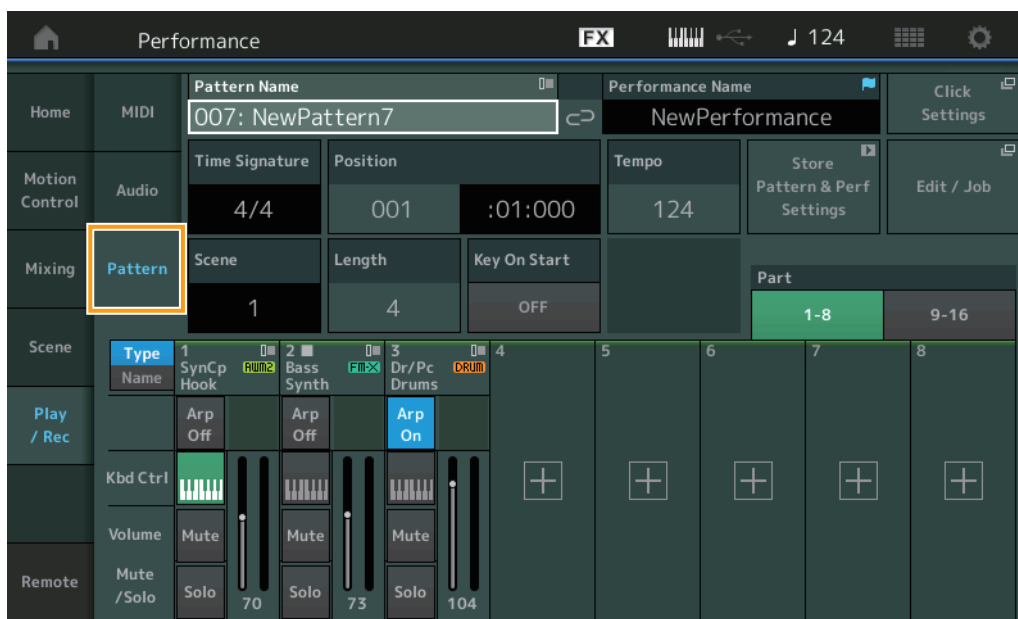 Performance
FX
♩ 124
Home
Motion
Control
Mixing
Scene
Play
/ Rec
Remote
MIDI
Audio
Pattern
Pattern Name
007: NewPattern7
Performance Name
NewPerformance
Click
Settings
Time Signature
4/4
Position
001 :01:000
Tempo
124
Store
Pattern & Perf
Settings
Edit / Job
Scene
1
Length
4
Key On Start
OFF
Part
1-8 9-16
Type
Name
1
SynCp AWM2
Hook
2
Bass FM-X
Synth
3
Dr/Pc DRUM
Drums
4 5 6 7 8
Arp
Off
Arp
Off
Arp
On
Kbd Ctrl
Volume
Mute Mute Mute
Mute
/Solo
Solo 70 Solo 73 Solo 104